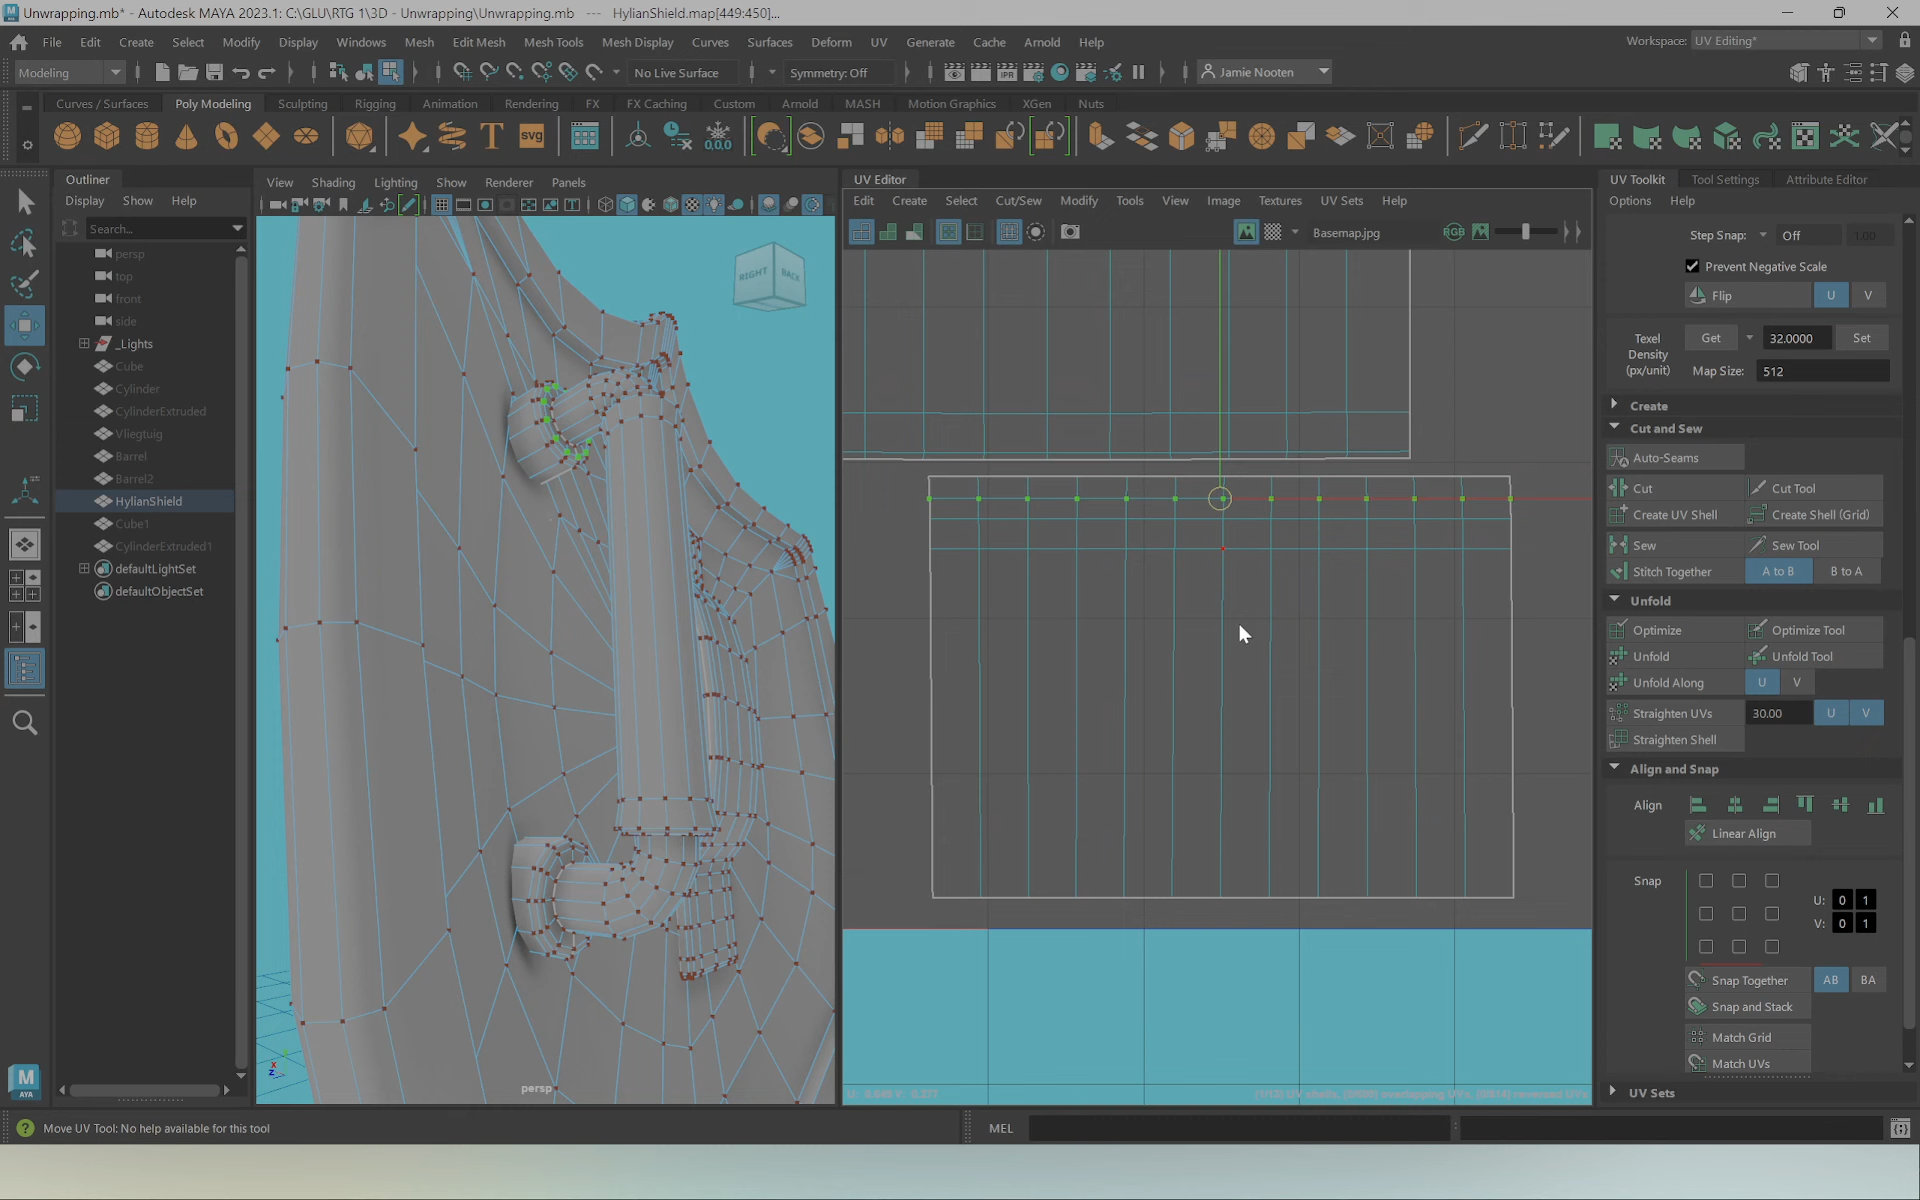 Unwrapping.mb* - Autodesk MAYA 2023.1: C:\GLU\RTG 1\3D - Unwrapping\Unwrapping.mb --- HylianShield.map[449:450]...
File Edit Create Select Modify Display Windows Mesh Edit Mesh Mesh Tools Mesh Display Curves Surfaces Deform UV Generate Cache Arnold Help
Workspace: UV Editing*
Modeling
No Live Surface
Symmetry: Off
IPR
Jamie Nooten
Curves / Surfaces Poly Modeling Sculpting Rigging Animation Rendering FX FX Caching Custom Arnold MASH Motion Graphics XGen Nuts
T
svg
0,0,0
Outliner
Display Show Help
Search...
persp
top
front
side
_Lights
Cube
Cylinder
CylinderExtruded
Vliegtuig
Barrel
Barrel2
HylianShield
Cube1
CylinderExtruded1
defaultLightSet
defaultObjectSet
View Shading Lighting Show Renderer Panels
RIGHT
BACK
persp
UV Editor
Edit Create Select Cut/Sew Modify Tools View Image Textures UV Sets Help
Basemap.jpg
RGB
UV Toolkit Tool Settings Attribute Editor
Options Help
Step Snap: Off 1.00
Prevent Negative Scale
Flip U V
Texel Density (px/unit)
Get 32.0000 Set
Map Size: 512
Create
Cut and Sew
Auto-Seams
Cut Cut Tool
Create UV Shell Create Shell (Grid)
Sew Sew Tool
Stitch Together A to B B to A
Unfold
Optimize Optimize Tool
Unfold Unfold Tool
Unfold Along U V
Straighten UVs 30.00 U V
Straighten Shell
Align and Snap
Align
Linear Align
Snap
U: 0 1
V: 0 1
Snap Together AB BA
Snap and Stack
Match Grid
Match UVs
UV Sets
M
AYA
Move UV Tool: No help available for this tool
MEL